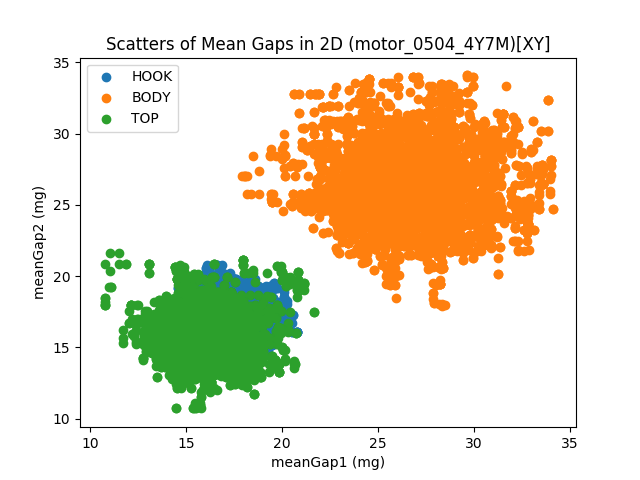 Scatters of Mean Gaps in 2D (motor_0504_4Y7M)[XY]
HOOK
BODY
TOP
35
30
25
20
15
10
meanGap2 (mg)
10 15 20 25 30 35
meanGap1 (mg)